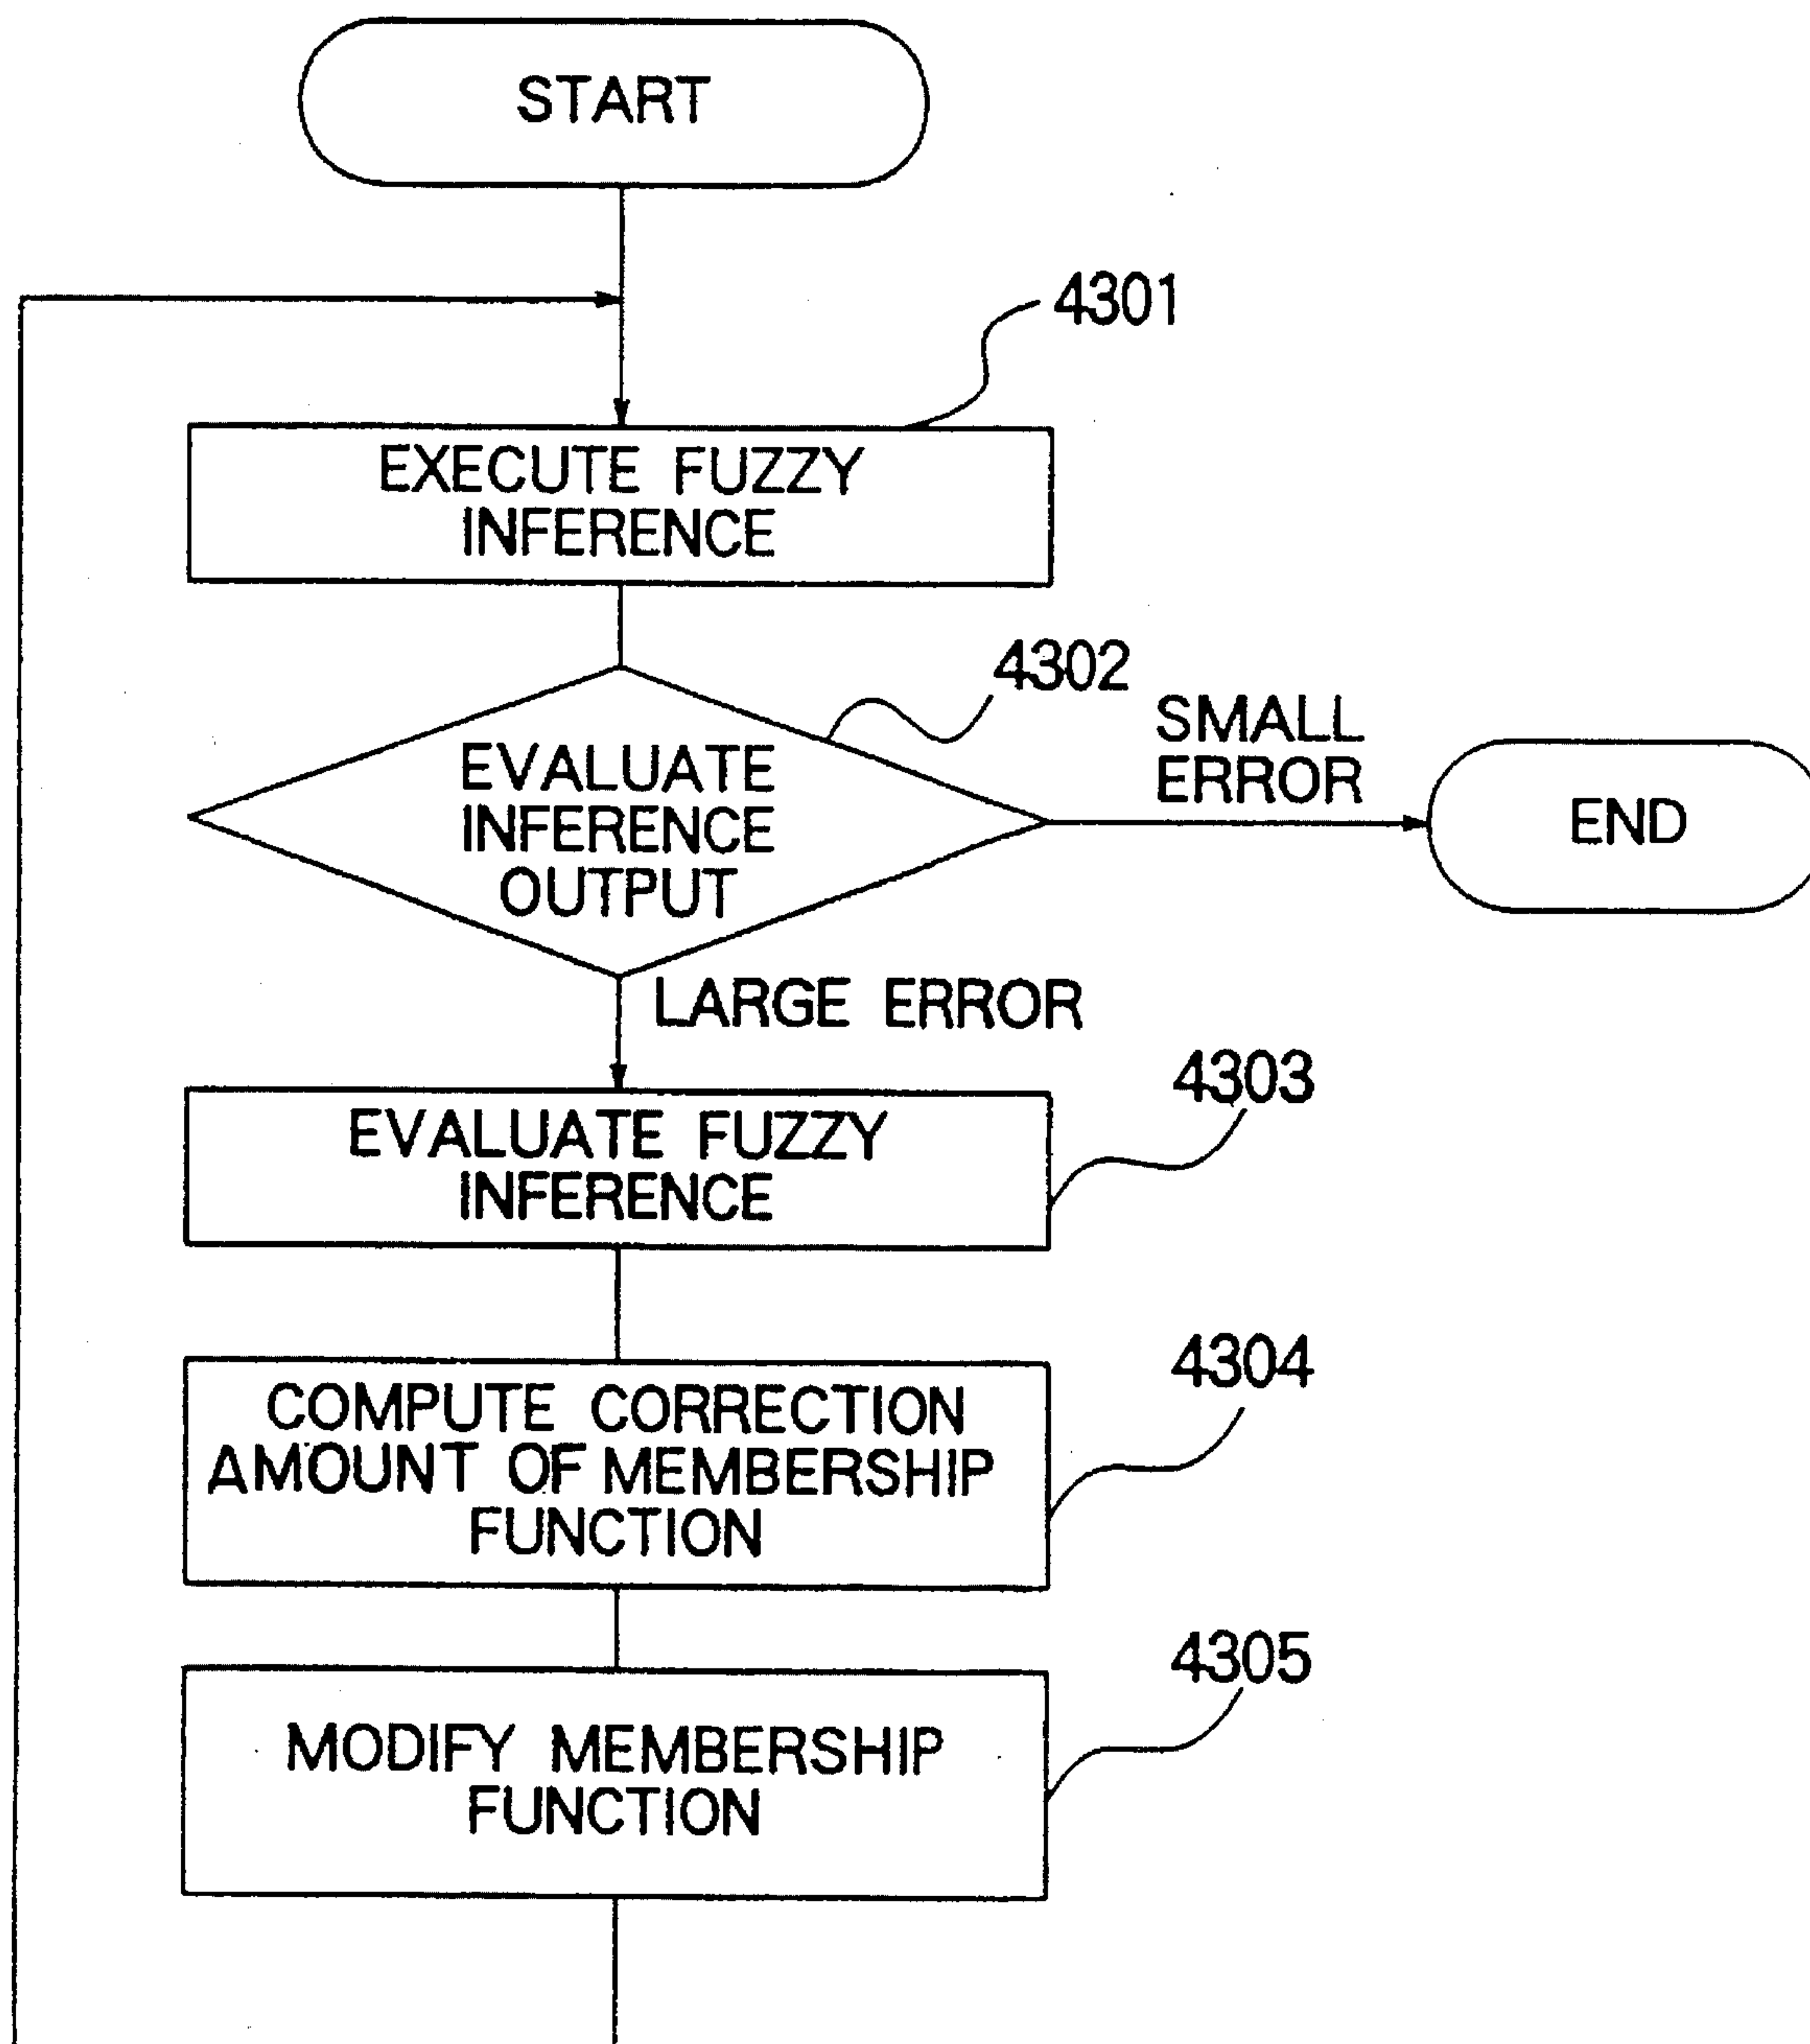 START
4301
EXECUTE FUZZY
INFERENCE
4302
SMALL
ERROR
EVALUATE
INFERENCE
OUTPUT
END
LARGE ERROR
4303
EVALUATE FUZZY
INFERENCE
4304
COMPUTE CORRECTION
AMOUNT OF MEMBERSHIP
FUNCTION
4305
MODIFY MEMBERSHIP
FUNCTION